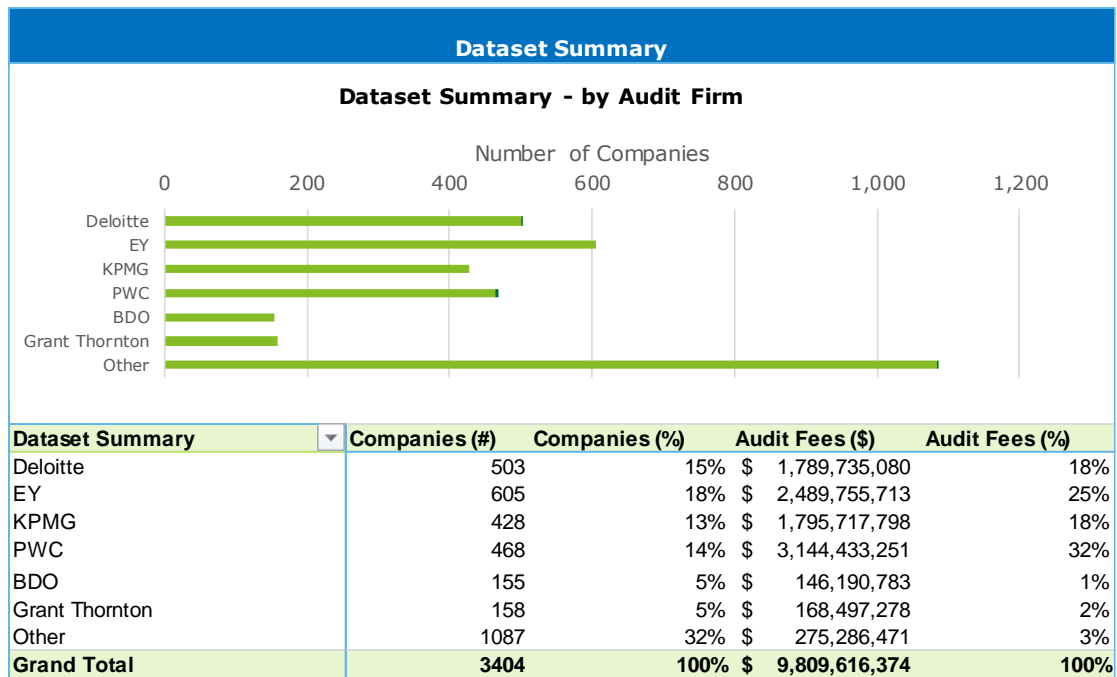 Dataset Summary
Dataset Summary - by Audit Firm
Number of Companies
0 200 400 600 800 1,000 1,200
Deloitte
EY
KPMG
PWC
BDO
Grant Thornton
Other
Dataset Summary Companies (#) Companies (%) Audit Fees ($) Audit Fees (%)
Deloitte 503 15% $ 1,789,735,080 18%
EY 605 18% $ 2,489,755,713 25%
KPMG 428 13% $ 1,795,717,798 18%
PWC 468 14% $ 3,144,433,251 32%
BDO 155 5% $ 146,190,783 1%
Grant Thornton 158 5% $ 168,497,278 2%
Other 1087 32% $ 275,286,471 3%
Grand Total 3404 100% $ 9,809,616,374 100%